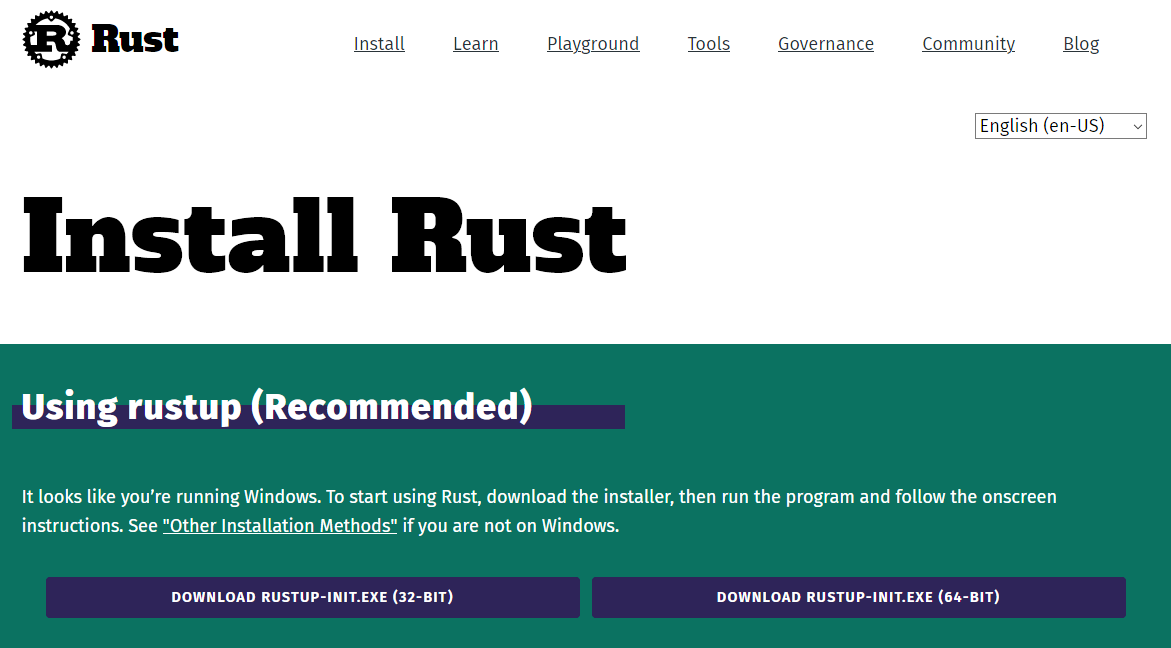 R Rust
Install Learn Playground Tools Governance Community Blog
English (en-US)
Install Rust
Using rustup (Recommended)
It looks like you’re running Windows. To start using Rust, download the installer, then run the program and follow the onscreen
instructions. See "Other Installation Methods" if you are not on Windows.
DOWNLOAD RUSTUP-INIT.EXE (32-BIT) DOWNLOAD RUSTUP-INIT.EXE (64-BIT)